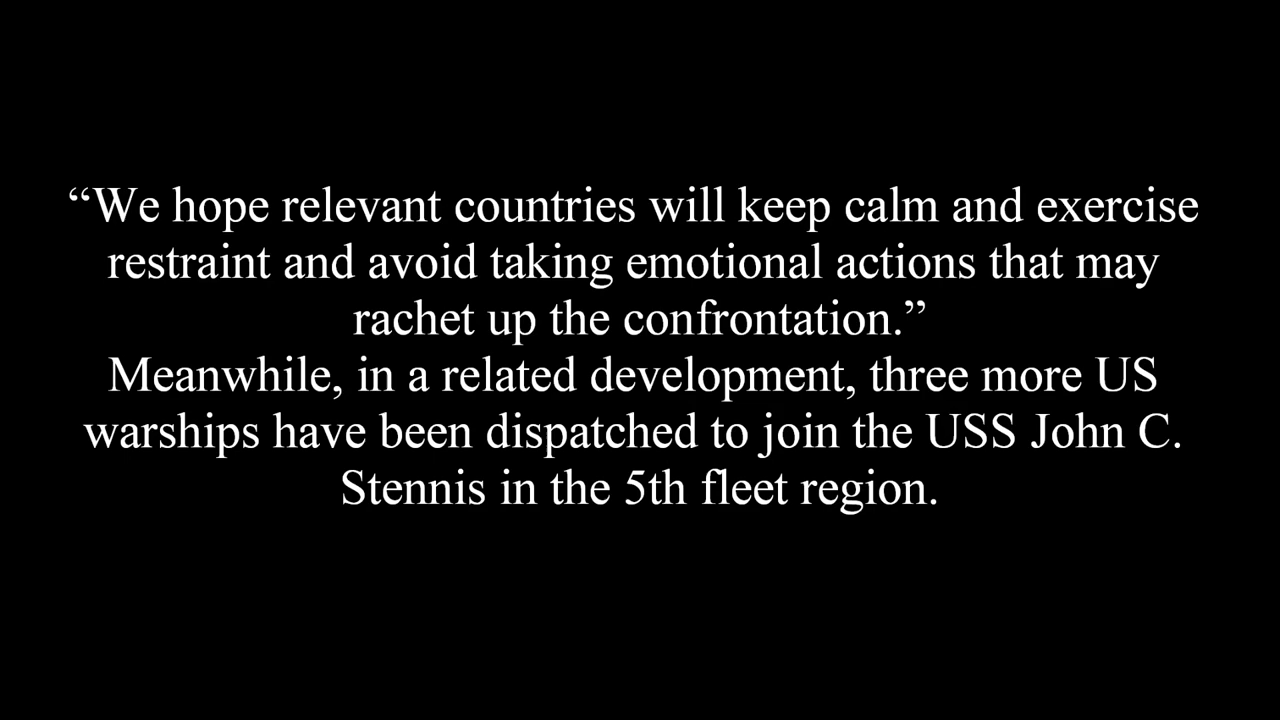 “We hope relevant countries will keep calm and exercise
restraint and avoid taking emotional actions that may
rachet up the confrontation.”
Meanwhile, in a related development, three more US
warships have been dispatched to join the USS John C.
Stennis in the 5th fleet region.